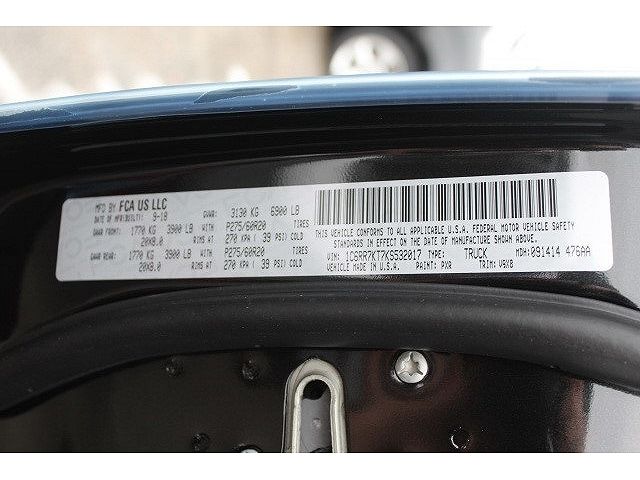 MFD BY FCA US LLC
DATE OF MFR(BUILT): 9-18 GVWR: 3130 KG 6900 LB
GAWR FRONT: 1770 KG 3900 LB WITH P275/60R20 TIRES
20X9.0 RIMS AT 270 KPA ( 39 PSI) COLD
GAWR REAR: 1770 KG 3900 LB WITH P275/60R20 TIRES
20X9.0 RIMS AT 270 KPA ( 39 PSI) COLD
THIS VEHICLE CONFORMS TO ALL APPLICABLE U.S.A. FEDERAL MOTOR VEHICLE SAFETY
STANDARDS IN EFFECT ON THE DATE OF MANUFACTURE SHOWN ABOVE.
VIN: 1C6RR7KT7KS532017 TYPE: TRUCK MDH: 091414 476AA
VEHICLE MADE IN U.S.A. PAINT: PXR TRIM: V9X8